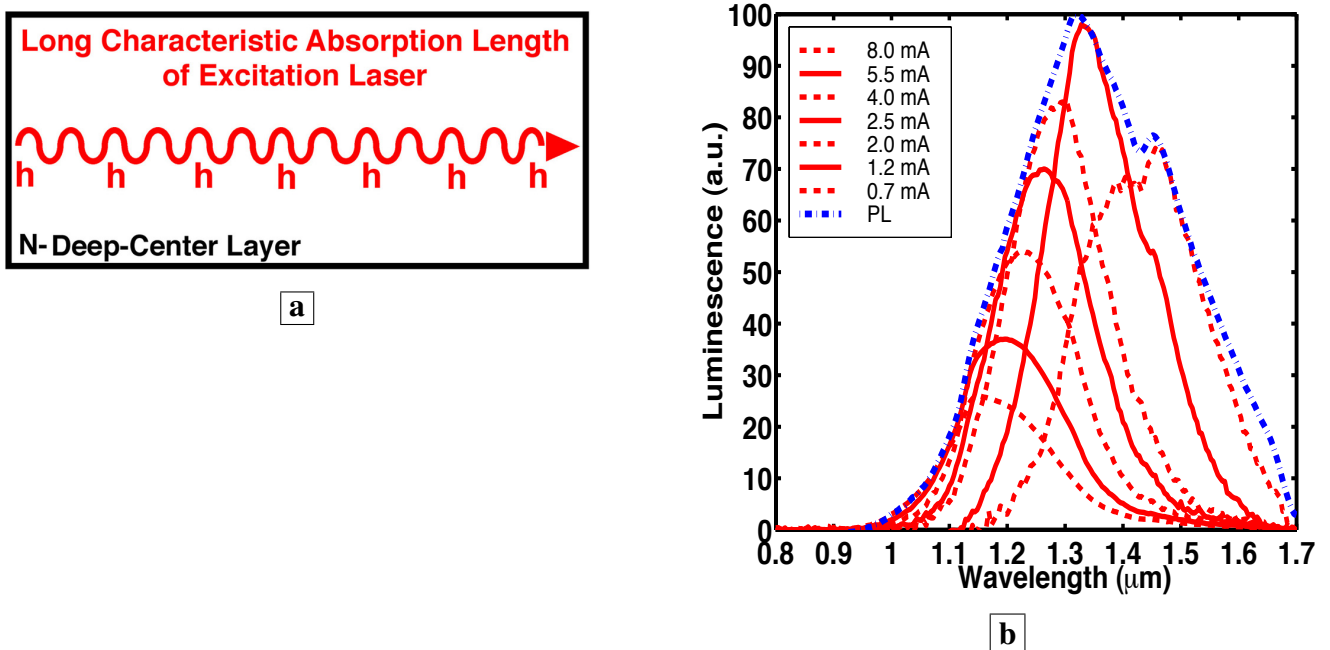 Long Characteristic Absorption Length
of Excitation Laser
h h h h h h h
N- Deep-Center Layer
a
100
90
80
70
60
50
40
30
20
10
0
Luminescence (a.u.)
8.0 mA
5.5 mA
4.0 mA
2.5 mA
2.0 mA
1.2 mA
0.7 mA
PL
0.8 0.9 1 1.1 1.2 1.3 1.4 1.5 1.6 1.7
Wavelength (μm)
b